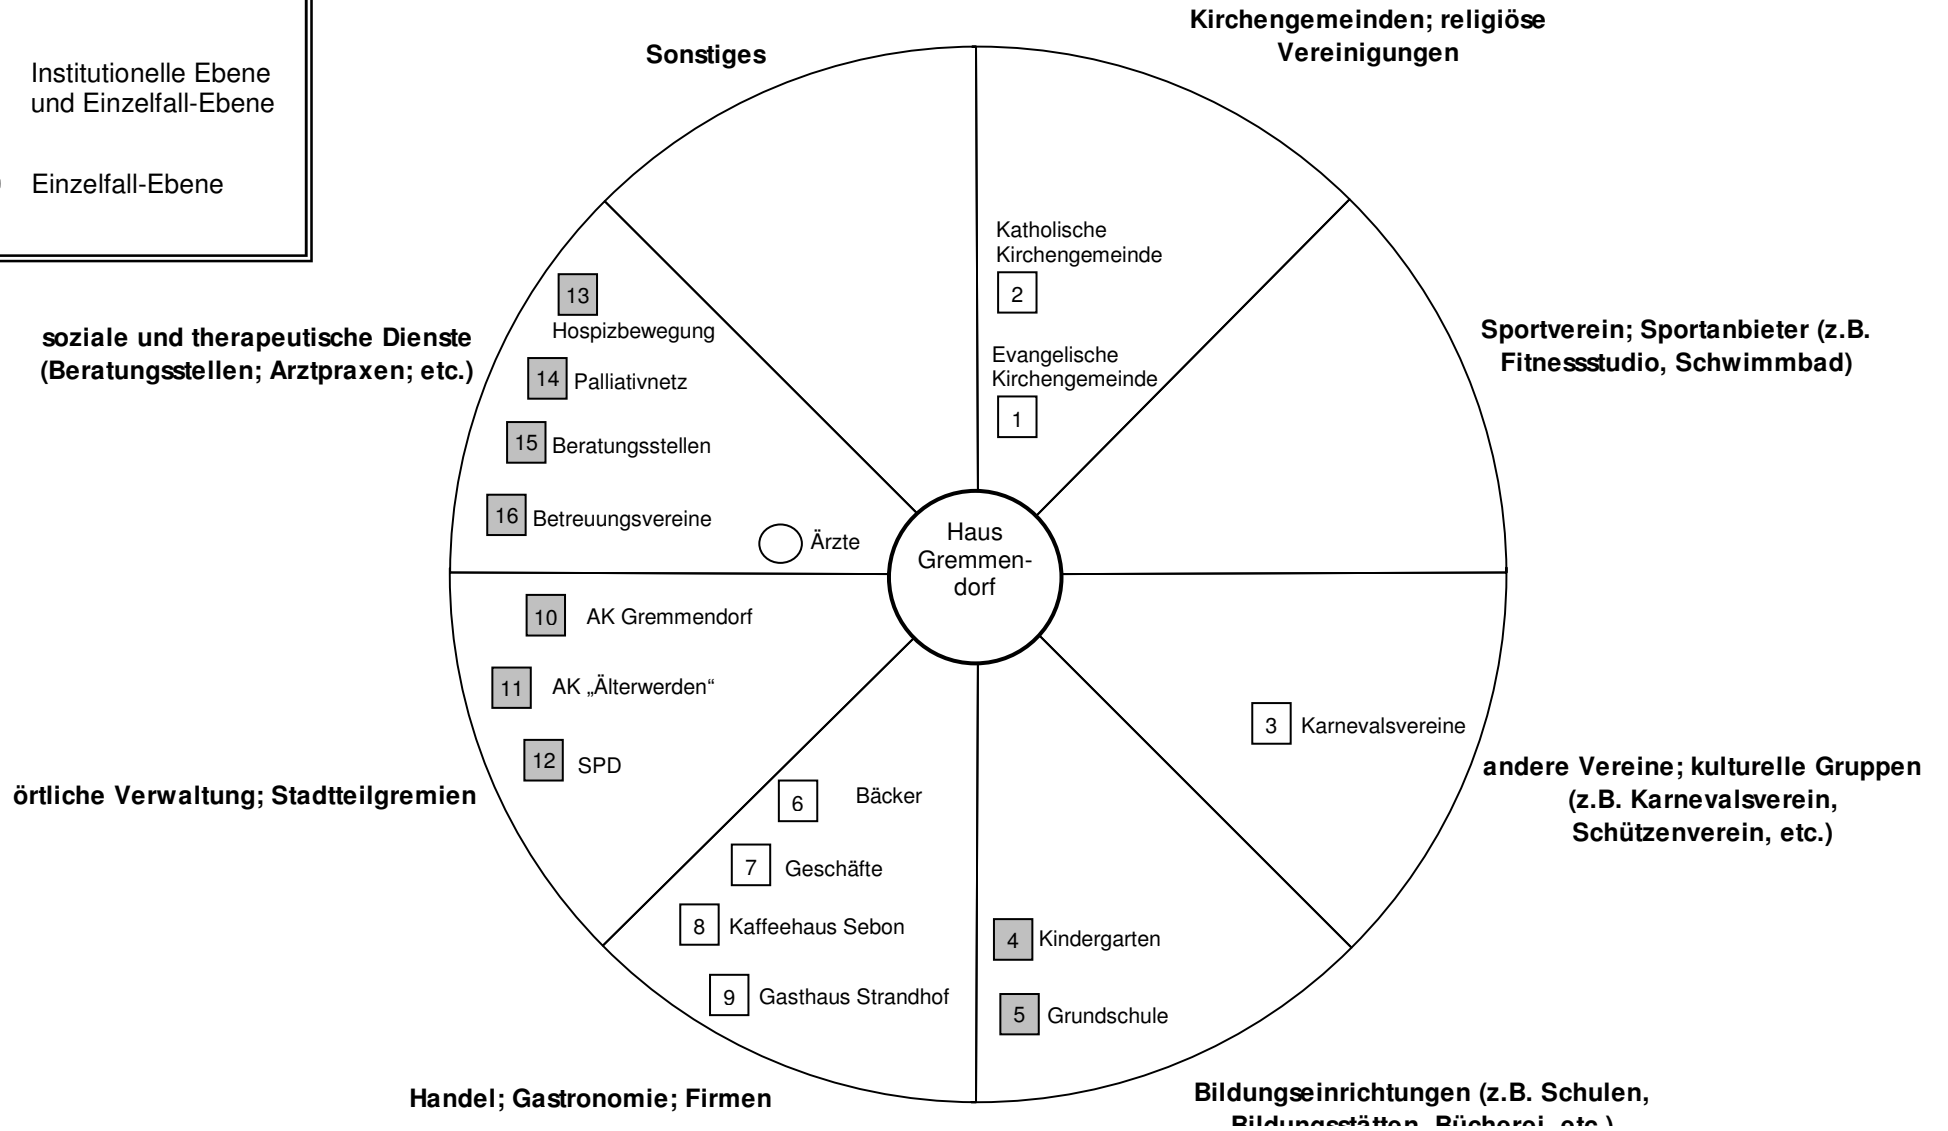 Institutionelle Ebene
und Einzelfall-Ebene
Einzelfall-Ebene
Sonstiges
Kirchengemeinden; religiöse
Vereinigungen
Katholische
Kirchengemeinde
2
Evangelische
Kirchengemeinde
1
Sportverein; Sportanbieter (z.B.
Fitnessstudio, Schwimmbad)
soziale und therapeutische Dienste
(Beratungsstellen; Arztpraxen; etc.)
13
Hospizbewegung
14 Palliativnetz
15 Beratungsstellen
16 Betreuungsvereine
Ärzte
Haus
Gremmen-
dorf
10 AK Gremmendorf
11 AK „Älterwerden“
12 SPD
örtliche Verwaltung; Stadtteilgremien
3 Karnevalsvereine
andere Vereine; kulturelle Gruppen
(z.B. Karnevalsverein,
Schützenverein, etc.)
6 Bäcker
7 Geschäfte
8 Kaffeehaus Sebon
9 Gasthaus Strandhof
4 Kindergarten
5 Grundschule
Handel; Gastronomie; Firmen
Bildungseinrichtungen (z.B. Schulen,
Bildungsstätten, Bücherei, etc.)